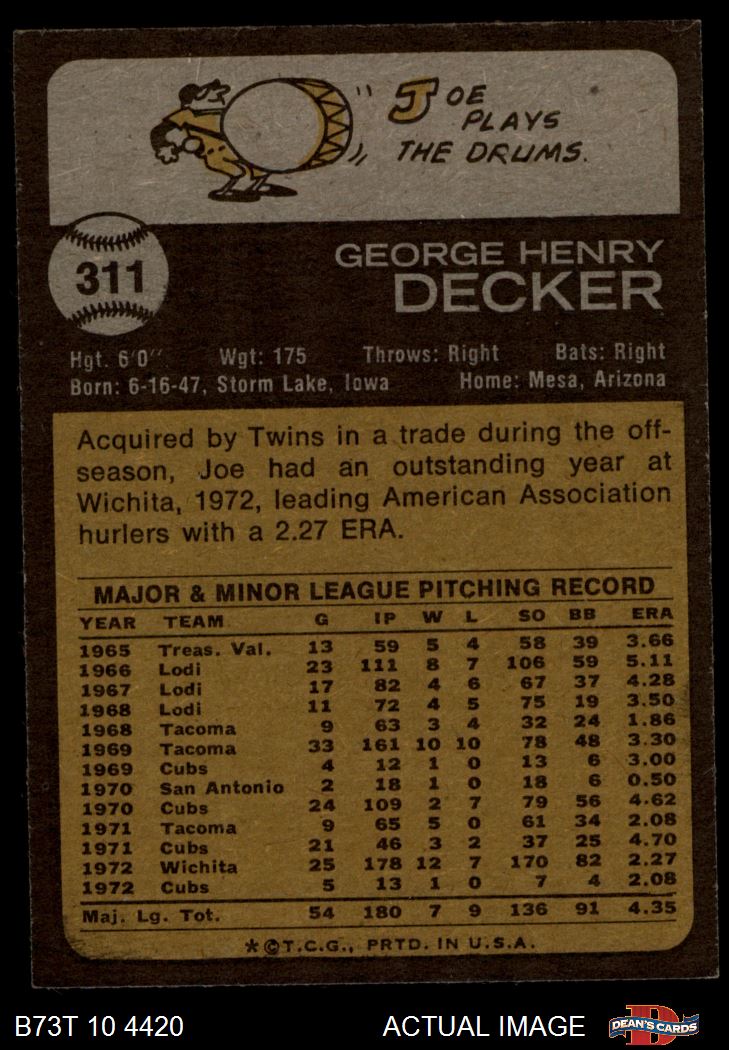 JOE
PLAYS
THE DRUMS.
311
GEORGE HENRY
DECKER
Hgt. 6'0" Wgt: 175 Throws: Right Bats: Right
Born: 6-16-47, Storm Lake, Iowa Home: Mesa, Arizona
Acquired by Twins in a trade during the off-
season, Joe had an outstanding year at
Wichita, 1972, leading American Association
hurlers with a 2.27 ERA.
MAJOR & MINOR LEAGUE PITCHING RECORD
YEAR TEAM G IP W L SO BB ERA
1965 Treas. Val. 13 59 5 4 58 39 3.66
1966 Lodi 23 111 8 7 106 59 5.11
1967 Lodi 17 82 4 6 67 37 4.28
1968 Lodi 11 72 4 5 75 19 3.50
1968 Tacoma 9 63 3 4 32 24 1.86
1969 Tacoma 33 161 10 10 78 48 3.30
1969 Cubs 4 12 1 0 13 6 3.00
1970 San Antonio 2 18 1 0 18 6 0.50
1970 Cubs 24 109 2 7 79 56 4.62
1971 Tacoma 9 65 5 0 61 34 2.08
1971 Cubs 21 46 3 2 37 25 4.70
1972 Wichita 25 178 12 7 170 82 2.27
1972 Cubs 5 13 1 0 7 4 2.08
Maj. Lg. Tot. 54 180 7 9 136 91 4.35
*©T.C.G., PRTD. IN U.S.A.
B73T 10 4420 ACTUAL IMAGE DEAN'S CARDS